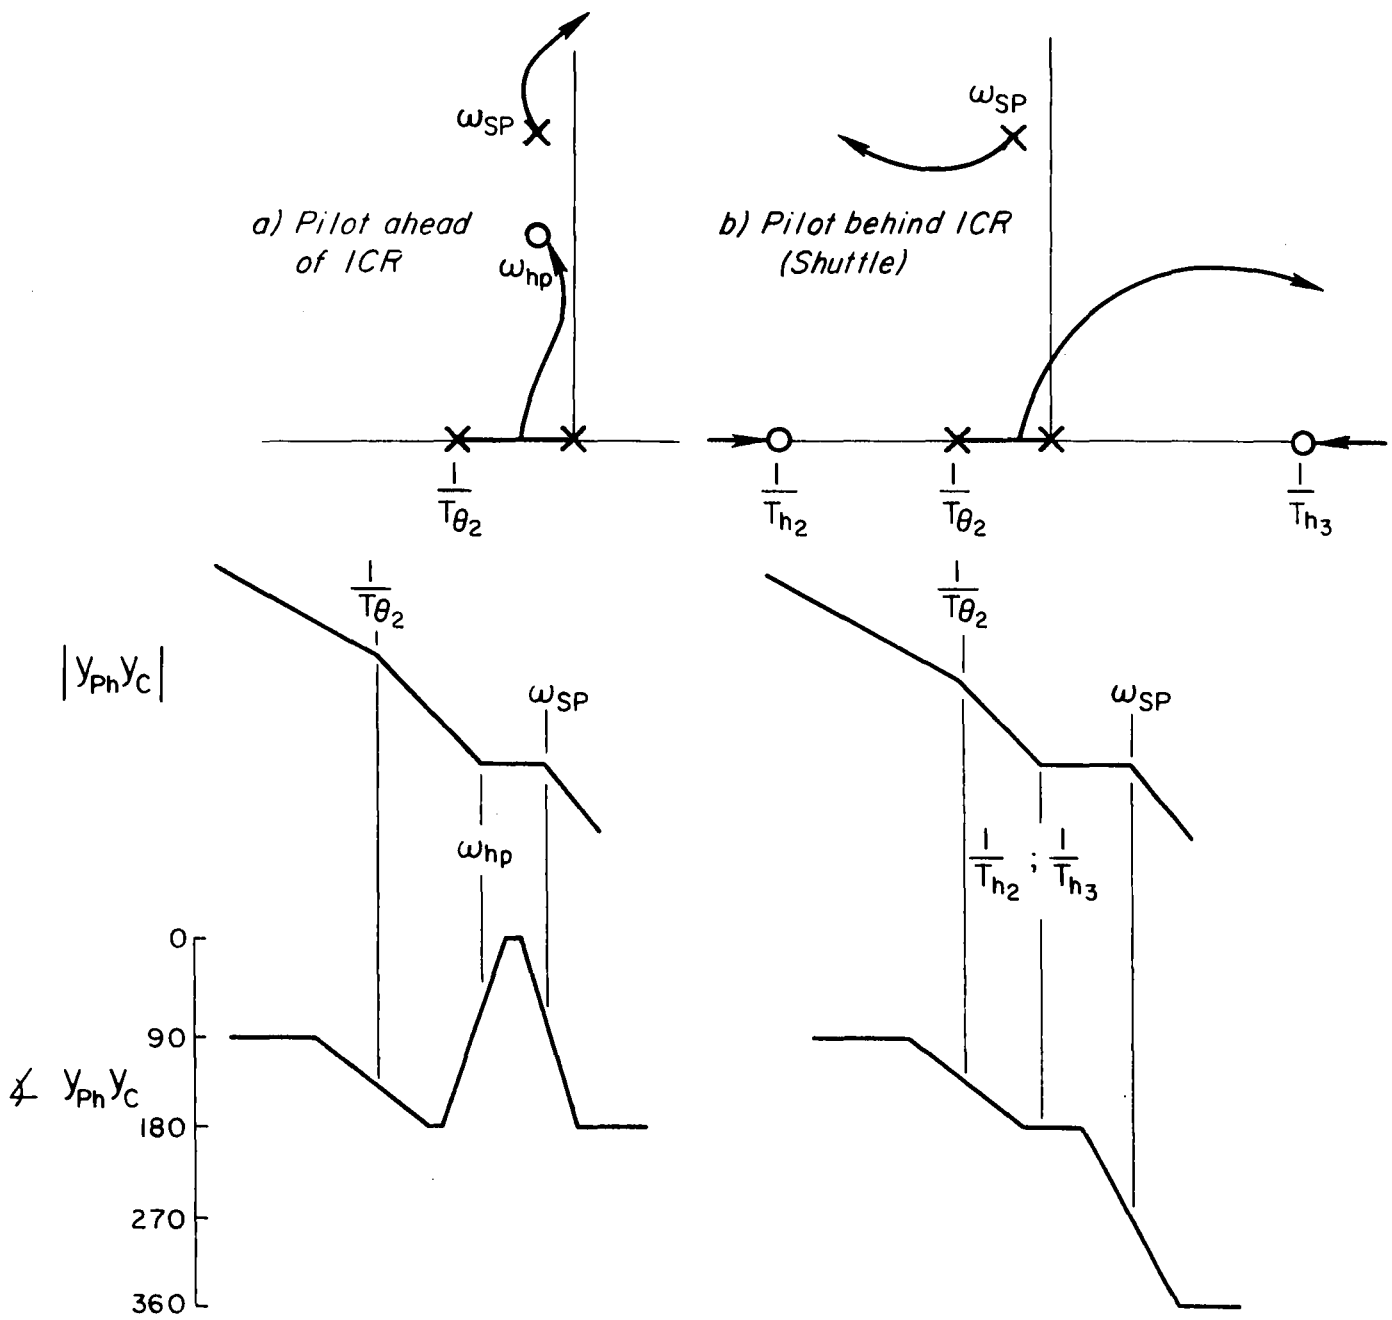 ωSP
ωSP
a) Pilot ahead
of ICR
b) Pilot behind ICR
(Shuttle)
ωhp
1/Tθ2
1/Th2
1/Tθ2
1/Th3
1/Tθ2
1/Tθ2
|YPhYC|
ωSP
ωSP
ωhp
1/Th2 ; 1/Th3
0
90
∡ YPhYC
180
270
360